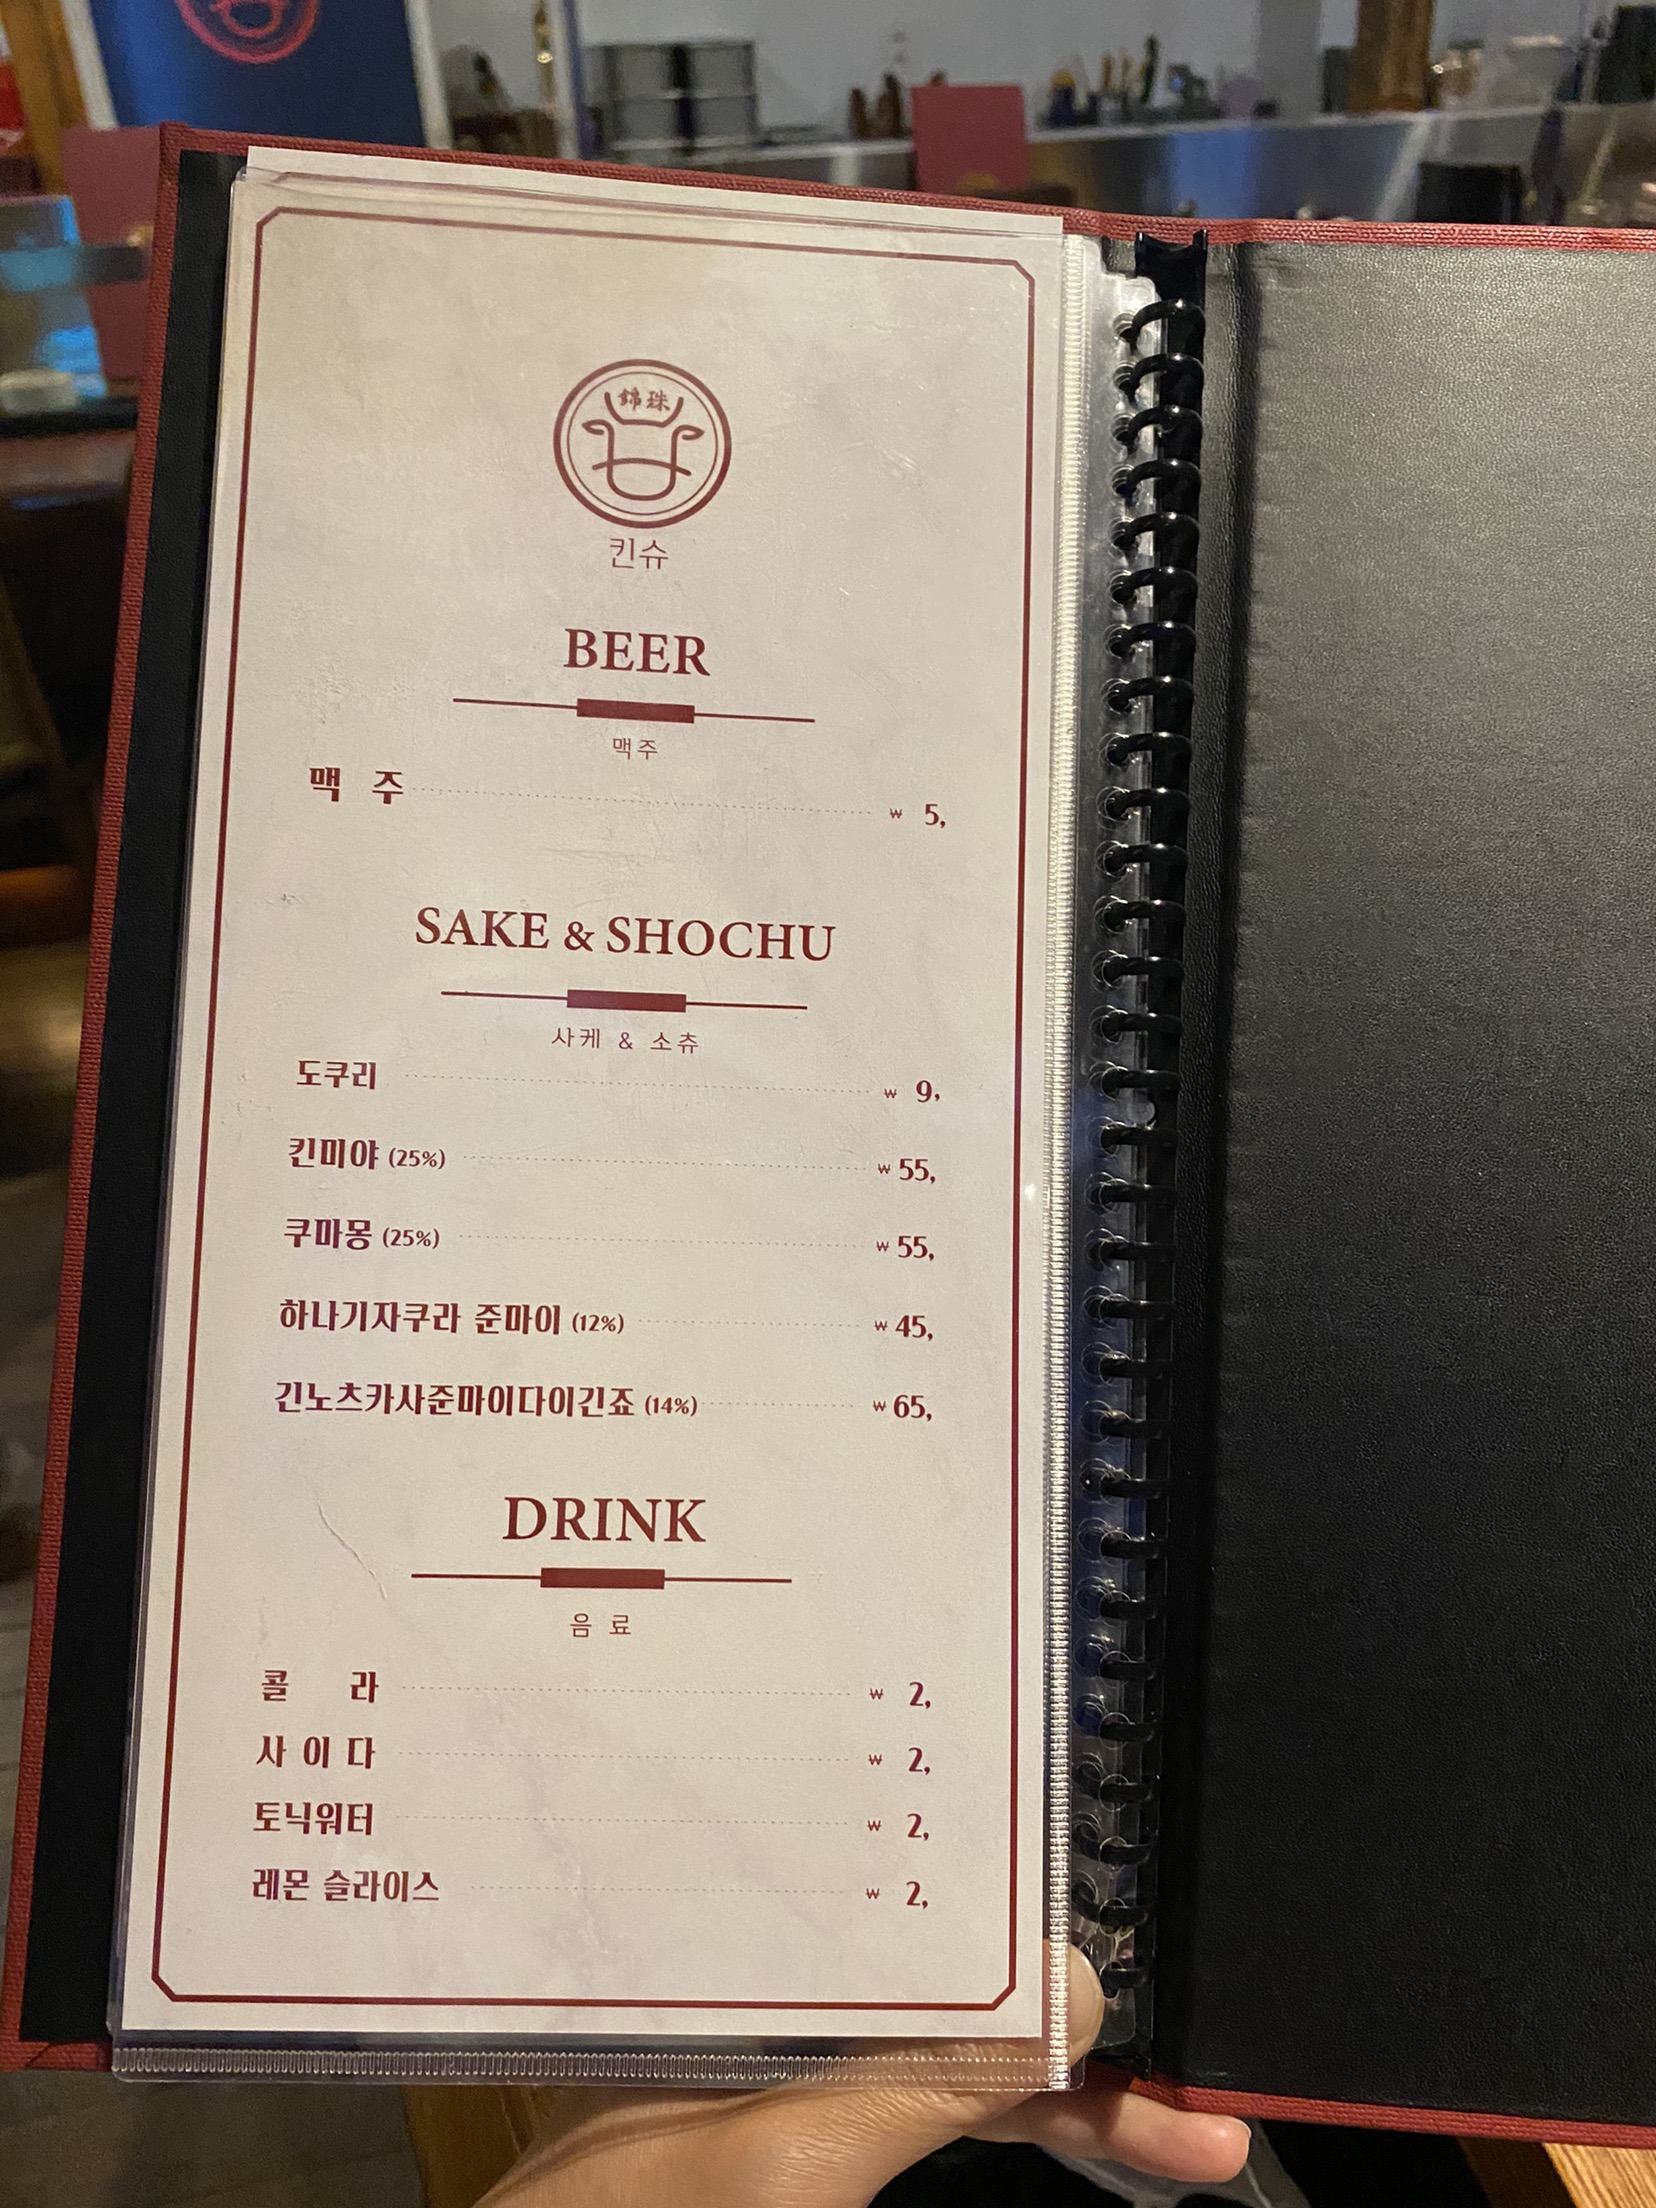 錦珠
킨슈
BEER
맥주
맥 주 ₩ 5,
SAKE & SHOCHU
사케 & 소츄
도쿠리 ₩ 9,
킨미야 (25%) ₩ 55,
쿠마몽 (25%) ₩ 55,
하나기자쿠라 준마이 (12%) ₩ 45,
긴노츠카사준마이다이긴죠 (14%) ₩ 65,
DRINK
음 료
콜 라 ₩ 2,
사 이 다 ₩ 2,
토닉워터 ₩ 2,
레몬 슬라이스 ₩ 2,